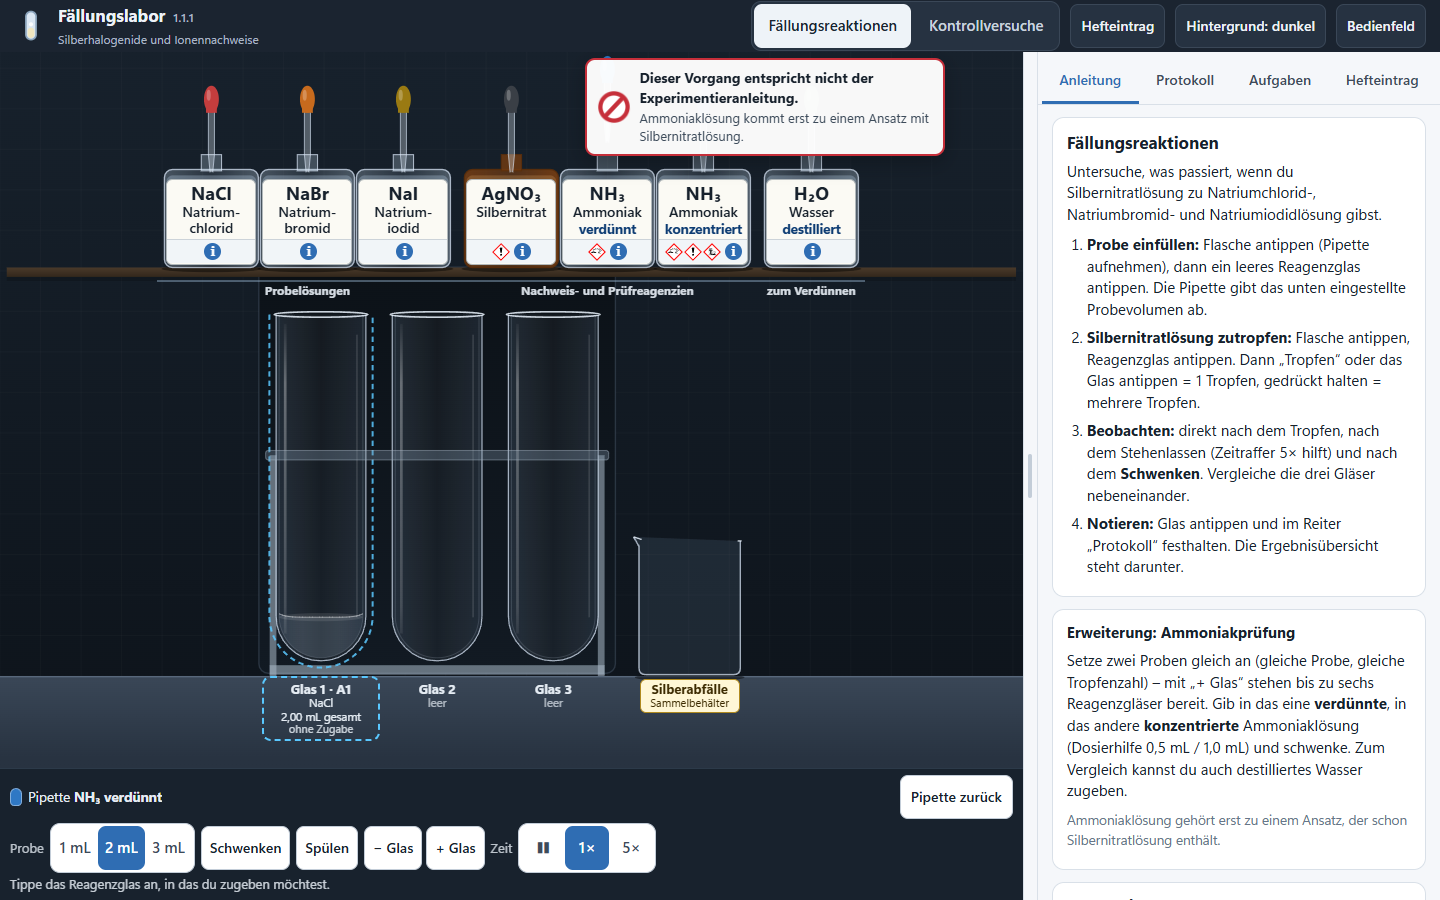 Fällungslabor 1.1.1
Silberhalogenide und Ionennachweise
Fällungsreaktionen
Kontrollversuche
Hefteintrag
Hintergrund: dunkel
Bedienfeld
Dieser Vorgang entspricht nicht der
Experimentieranleitung.
Ammoniaklösung kommt erst zu einem Ansatz mit
Silbernitratlösung.
NaCl
Natrium-
chlorid
NaBr
Natrium-
bromid
NaI
Natrium-
iodid
AgNO₃
Silbernitrat
NH₃
Ammoniak
verdünnt
NH₃
Ammoniak
konzentriert
H₂O
Wasser
destilliert
Probelösungen
Nachweis- und Prüfreagenzien
zum Verdünnen
Glas 1 · A1
NaCl
2,00 mL gesamt
ohne Zugabe
Glas 2
leer
Glas 3
leer
Silberabfälle
Sammelbehälter
Pipette NH₃ verdünnt
Pipette zurück
Probe
1 mL
2 mL
3 mL
Schwenken
Spülen
− Glas
+ Glas
Zeit
1×
5×
Tippe das Reagenzglas an, in das du zugeben möchtest.
Anleitung
Protokoll
Aufgaben
Hefteintrag
Fällungsreaktionen
Untersuche, was passiert, wenn du
Silbernitratlösung zu Natriumchlorid-,
Natriumbromid- und Natriumiodidlösung gibst.
1. Probe einfüllen: Flasche antippen (Pipette
aufnehmen), dann ein leeres Reagenzglas
antippen. Die Pipette gibt das unten eingestellte
Probevolumen ab.
2. Silbernitratlösung zutropfen: Flasche antippen,
Reagenzglas antippen. Dann „Tropfen“ oder das
Glas antippen = 1 Tropfen, gedrückt halten =
mehrere Tropfen.
3. Beobachten: direkt nach dem Tropfen, nach
dem Stehenlassen (Zeitraffer 5× hilft) und nach
dem Schwenken. Vergleiche die drei Gläser
nebeneinander.
4. Notieren: Glas antippen und im Reiter
„Protokoll“ festhalten. Die Ergebnisübersicht
steht darunter.
Erweiterung: Ammoniakprüfung
Setze zwei Proben gleich an (gleiche Probe, gleiche
Tropfenzahl) – mit „+ Glas“ stehen bis zu sechs
Reagenzgläser bereit. Gib in das eine verdünnte, in
das andere konzentrierte Ammoniaklösung
(Dosierhilfe 0,5 mL / 1,0 mL) und schwenke. Zum
Vergleich kannst du auch destilliertes Wasser
zugeben.
Ammoniaklösung gehört erst zu einem Ansatz, der schon
Silbernitratlösung enthält.